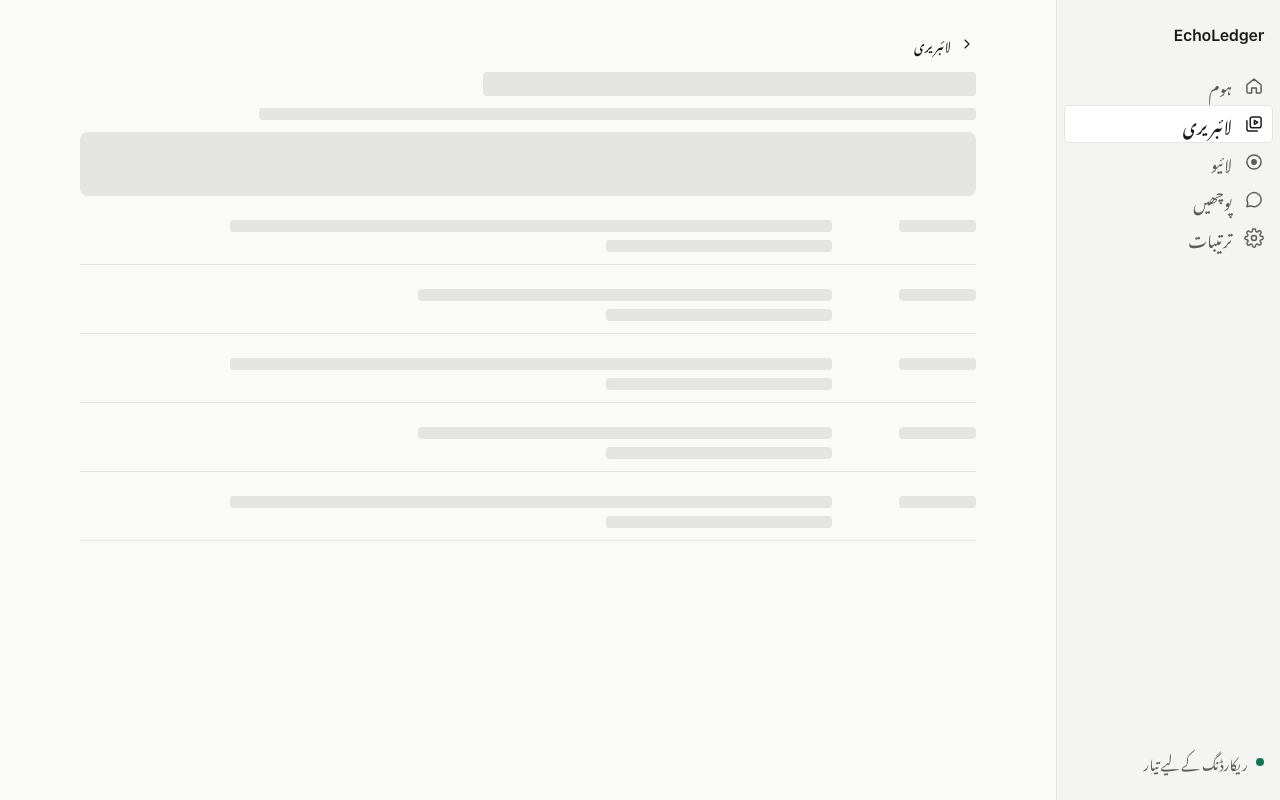 EchoLedger
ہوم
لائبریری
لائیو
پوچھیں
ترتیبات
ریکارڈنگ کے لیے تیار
لائبریری